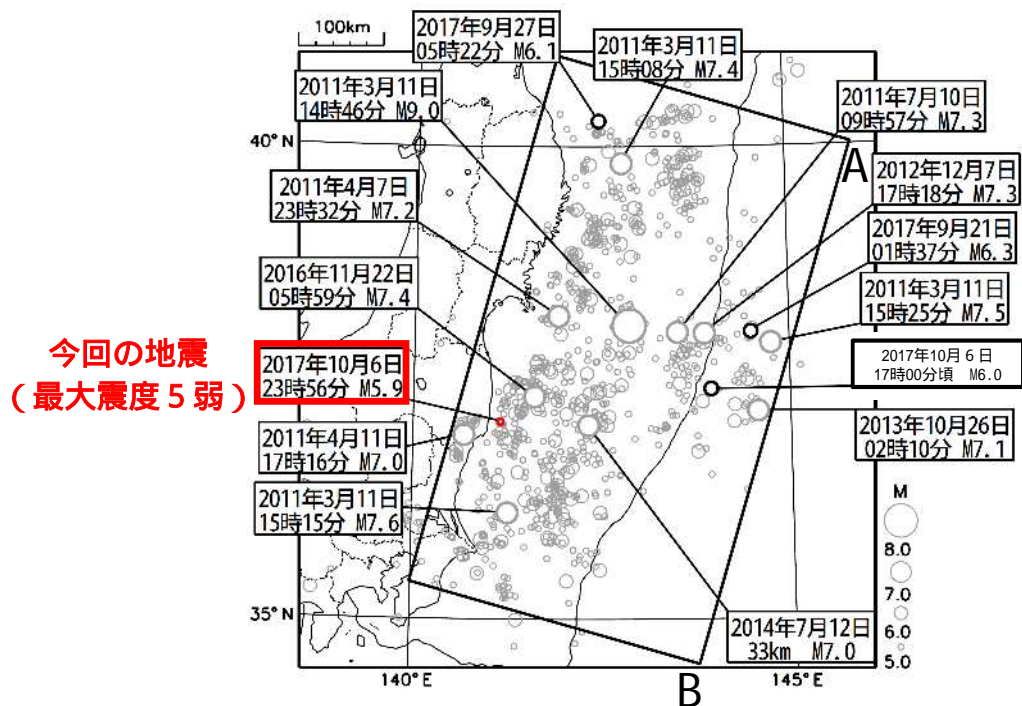 100km
2017年9月27日
05時22分 M6.1
2011年3月11日
15時08分 M7.4
2011年3月11日
14時46分 M9.0
2011年7月10日
09時57分 M7.3
40°N
A
2012年12月7日
17時18分 M7.3
2011年4月7日
23時32分 M7.2
2017年9月21日
01時37分 M6.3
2016年11月22日
05時59分 M7.4
2011年3月11日
15時25分 M7.5
今回の地震
(最大震度5弱)
2017年10月6日
23時56分 M5.9
2017年10月6日
17時00分頃 M6.0
2011年4月11日
17時16分 M7.0
2013年10月26日
02時10分 M7.1
2011年3月11日
15時15分 M7.6
M
8.0
7.0
6.0
5.0
35°N
2014年7月12日
33km M7.0
140°E
B
145°E